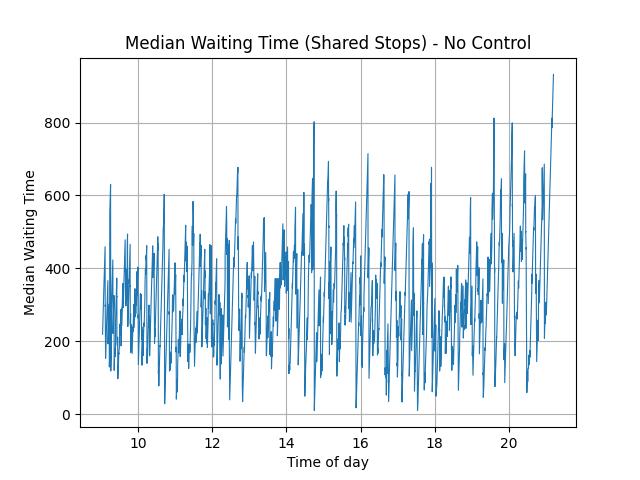 Median Waiting Time (Shared Stops) - No Control
Median Waiting Time
800
600
400
200
0
10 12 14 16 18 20
Time of day